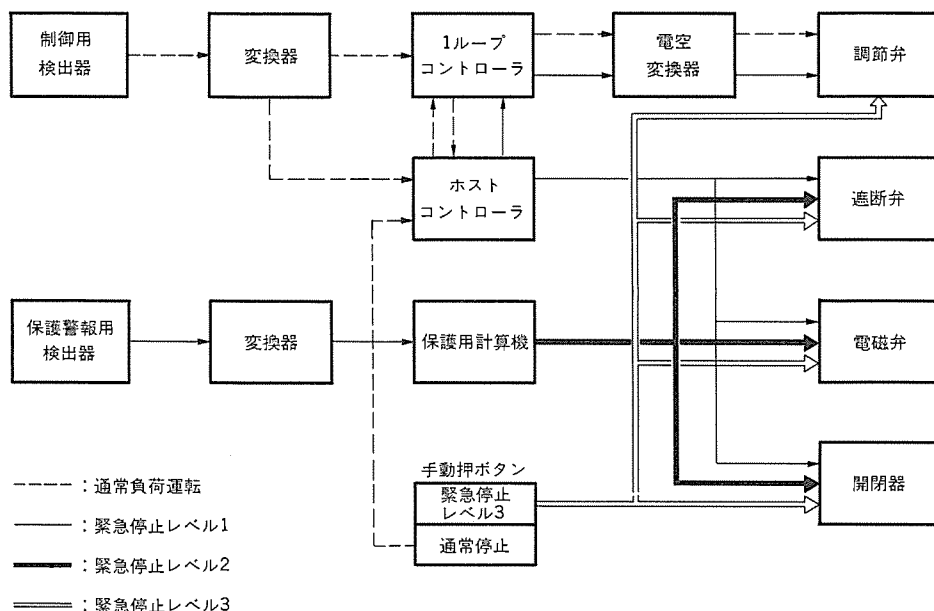 制御用
検出器
変換器
1ループ
コントローラ
電空
変換器
調節弁
ホスト
コントローラ
遮断弁
保護警報用
検出器
変換器
保護用計算機
電磁弁
手動押ボタン
緊急停止
レベル3
通常停止
開閉器
:通常負荷運転
:緊急停止レベル1
:緊急停止レベル2
:緊急停止レベル3